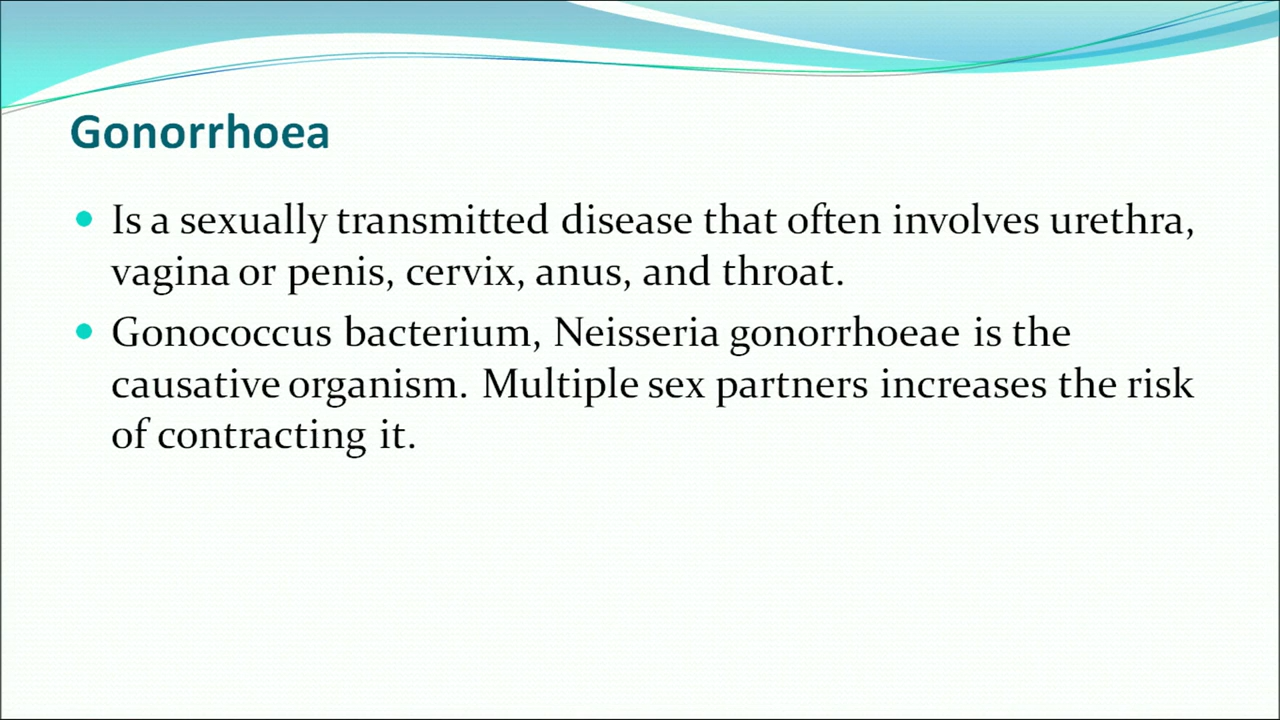 Gonorrhoea
• Is a sexually transmitted disease that often involves urethra,
vagina or penis, cervix, anus, and throat.
• Gonococcus bacterium, Neisseria gonorrhoeae is the
causative organism. Multiple sex partners increases the risk
of contracting it.